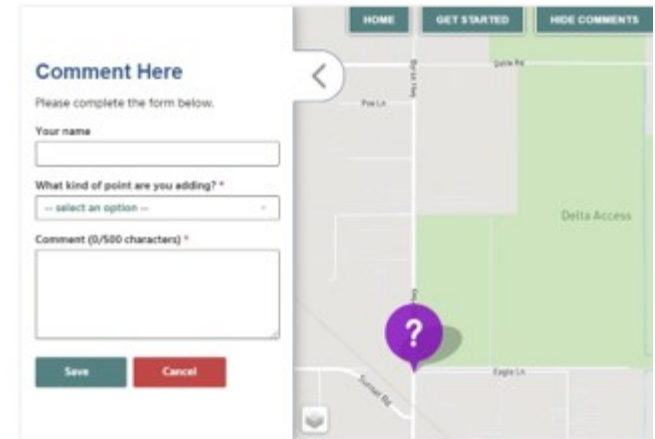 HOME
GET STARTED
HIDE COMMENTS
Comment Here
Please complete the form below.
Your name
What kind of point are you adding? *
-- select an option --
Comment (0/500 characters) *
Save
Cancel
Poe Ln
Delta Access
?
Eagle Ln
Sunset Rd